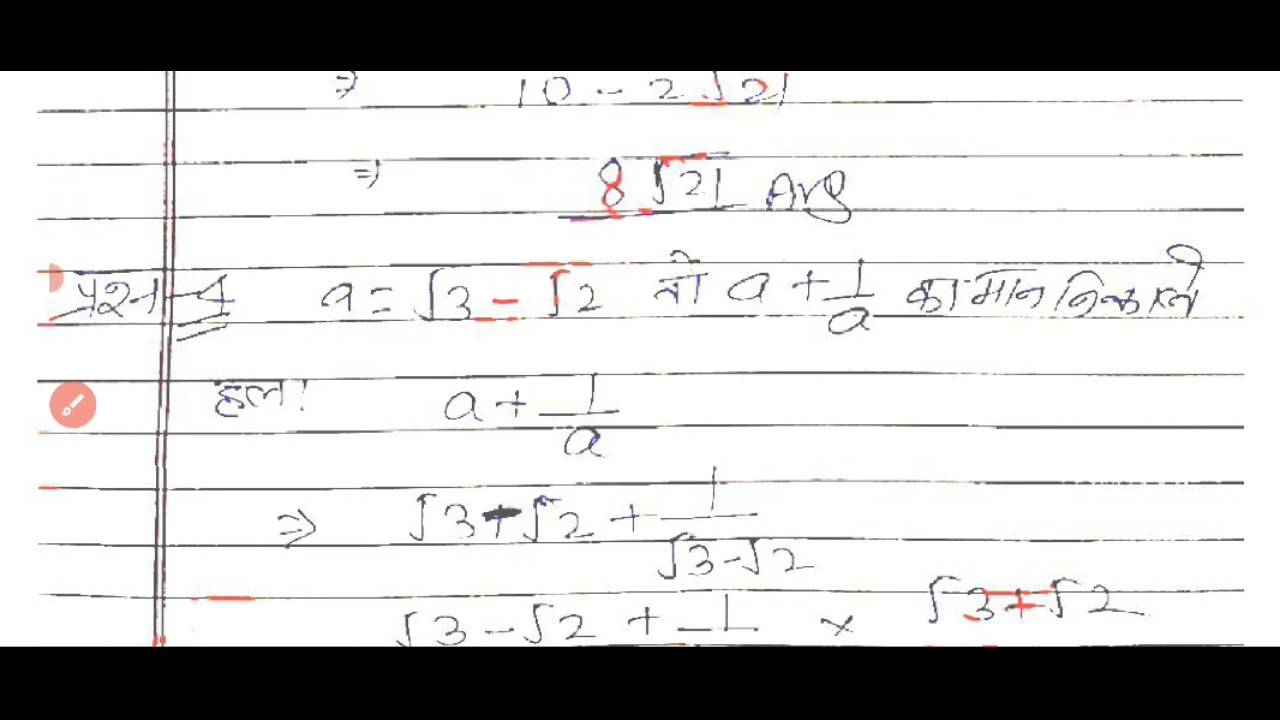 ⇒ 10 - 2√21
⇒ 8√21 Ans
प्रश्न-4 a = √3 - √2 तो a + 1/a का मान निकाले
हल: a + 1/a
⇒ √3 - √2 + 1/(√3-√2)
√3 - √2 + 1 × √3+√2